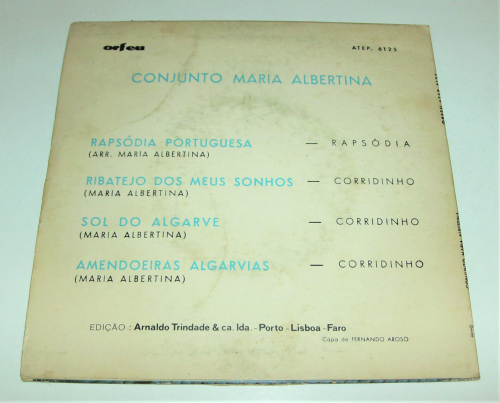 orfeu
ATEP. 6125
CONJUNTO MARIA ALBERTINA
RAPSÓDIA PORTUGUESA — RAPSÓDIA
(ARR. MARIA ALBERTINA)
RIBATEJO DOS MEUS SONHOS — CORRIDINHO
(MARIA ALBERTINA)
SOL DO ALGARVE — CORRIDINHO
(MARIA ALBERTINA)
AMENDOEIRAS ALGARVIAS — CORRIDINHO
(MARIA ALBERTINA)
EDIÇÃO : Arnaldo Trindade & ca. lda. - Porto - Lisboa - Faro
Capa de FERNANDO AROSO